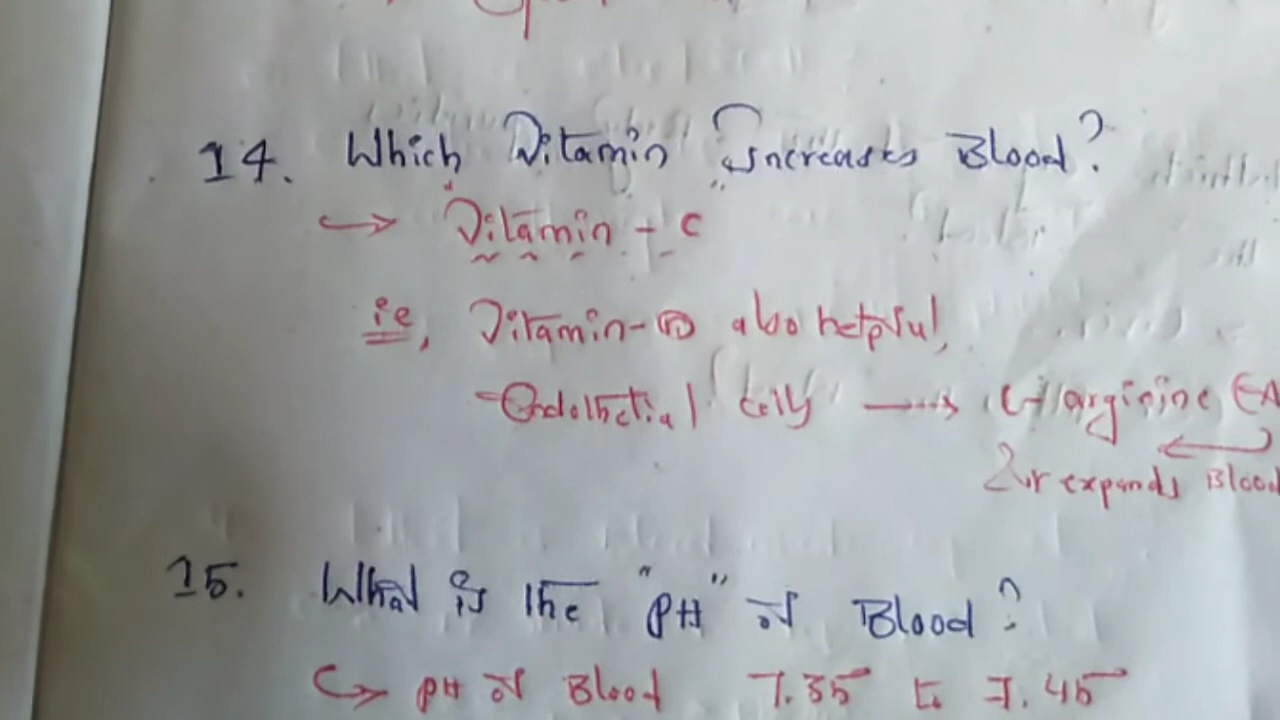 14. Which Vitamin Increases Blood?
→ Vitamin - C
ie, Vitamin - also helpful,
- Endolhetial Cells → L-arginine (A
expands Blood
15. What is the "PH" of Blood?
↪ PH of Blood 7.35 to 7.45